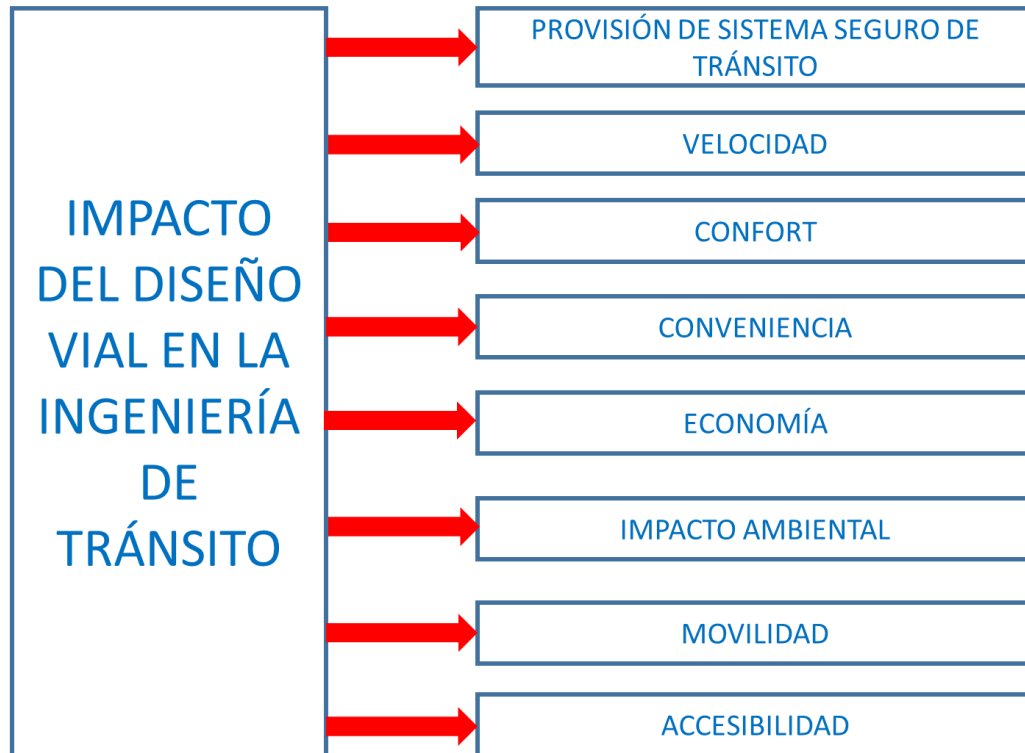 IMPACTO
DEL DISEÑO
VIAL EN LA
INGENIERÍA
DE
TRÁNSITO
PROVISIÓN DE SISTEMA SEGURO DE
TRÁNSITO
VELOCIDAD
CONFORT
CONVENIENCIA
ECONOMÍA
IMPACTO AMBIENTAL
MOVILIDAD
ACCESIBILIDAD